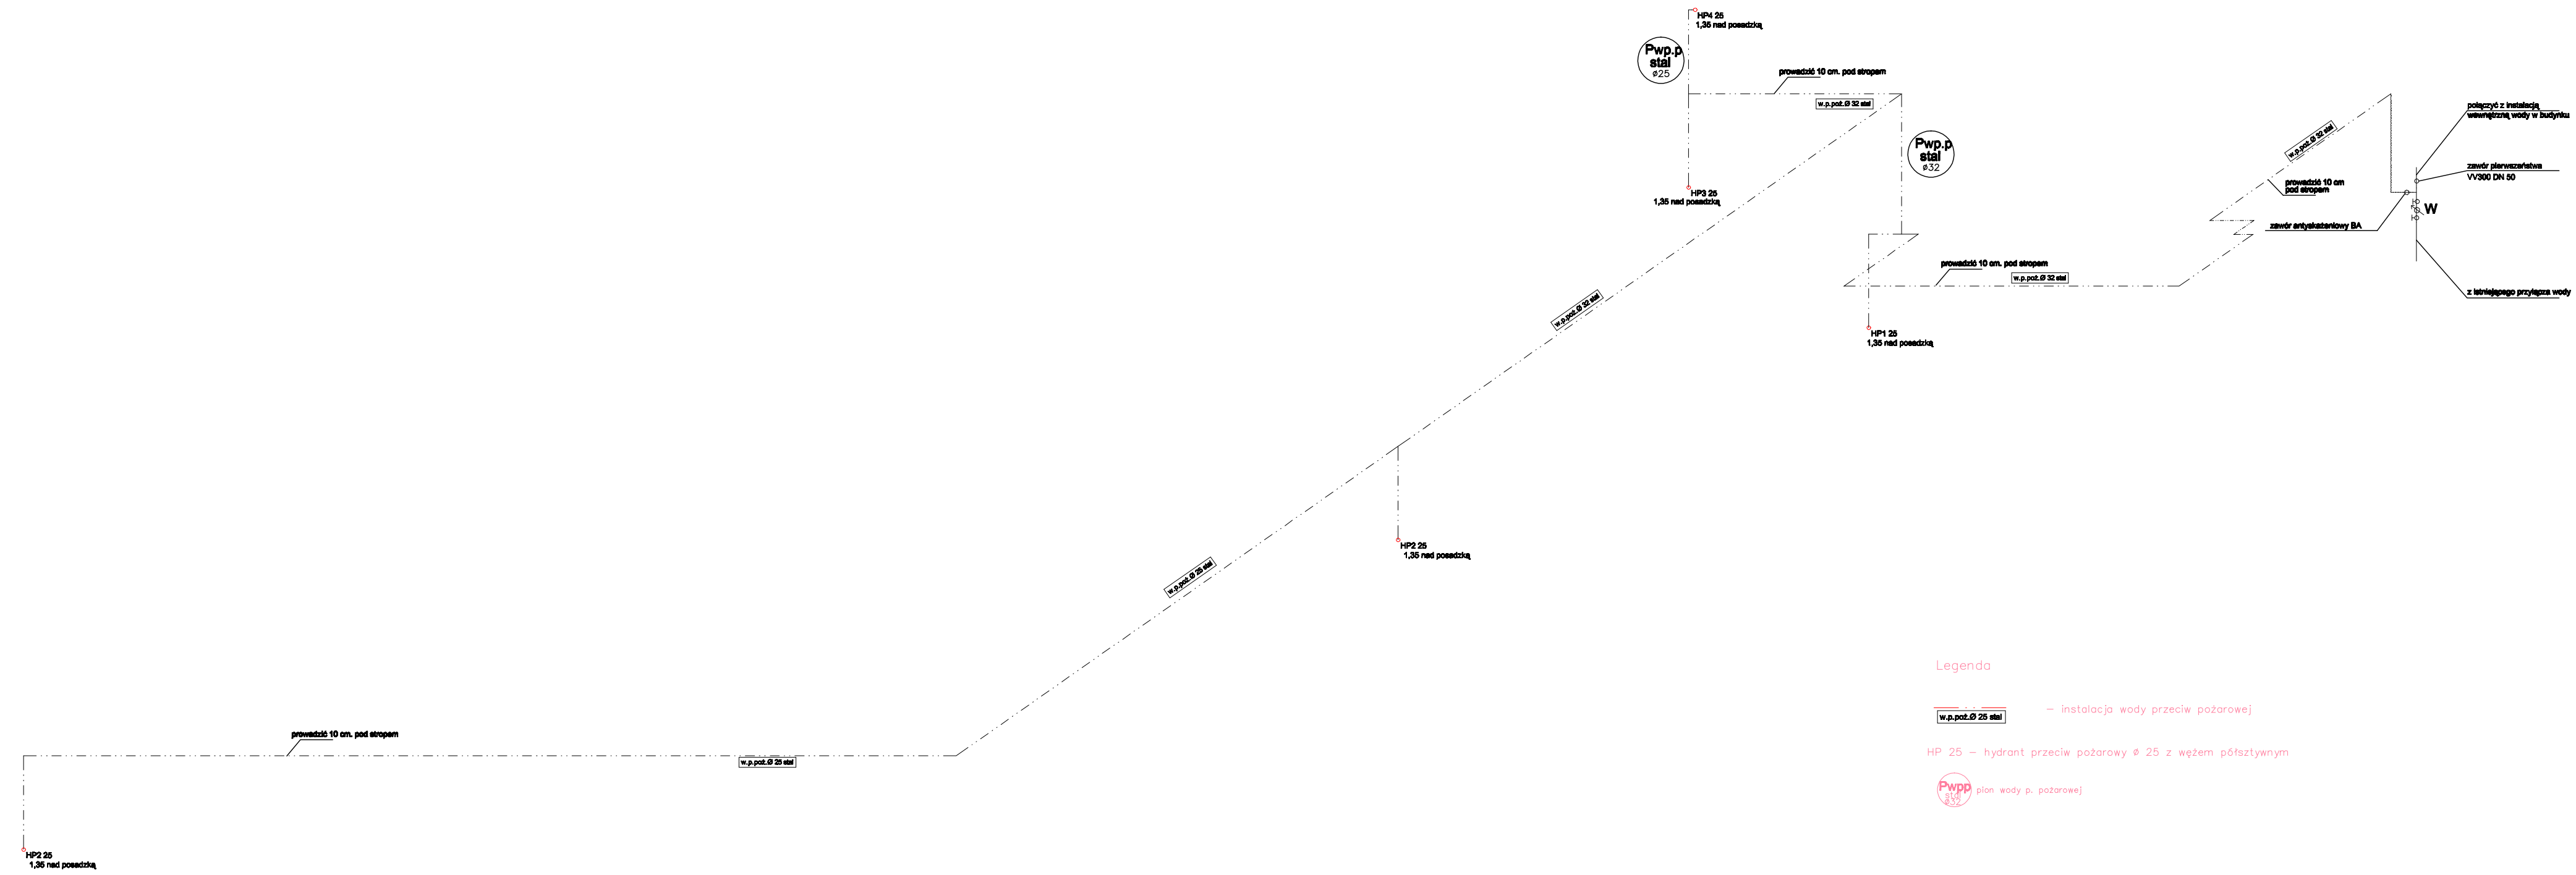 HP4 25
1,35 nad posadzką
Pwp.p
stal
ø25
prowadzić 10 cm. pod stropem
w.p.poż.Ø 32 stal
HP3 25
1,35 nad posadzką
Pwp.p
stal
ø32
w.p.poż.Ø 32 stal
prowadzić 10 cm
pod stropem
połączyć z instalacją
wewnętrzną wody w budynku
zawór pierwszeństwa
VV300 DN 50
W
zawór antyskażeniowy BA
z istniejącego przyłącza wody
prowadzić 10 cm. pod stropem
w.p.poż.Ø 32 stal
HP1 25
1,35 nad posadzką
w.p.poż.Ø 32 stal
HP2 25
1,35 nad posadzką
w.p.poż.Ø 25 stal
prowadzić 10 cm. pod stropem
w.p.poż.Ø 25 stal
HP2 25
1,35 nad posadzką
Legenda
w.p.poż.Ø 25 stal
– instalacja wody przeciw pożarowej
HP 25 – hydrant przeciw pożarowy ø 25 z wężem półsztywnym
Pwpp
stal
ø32
pion wody p. pożarowej